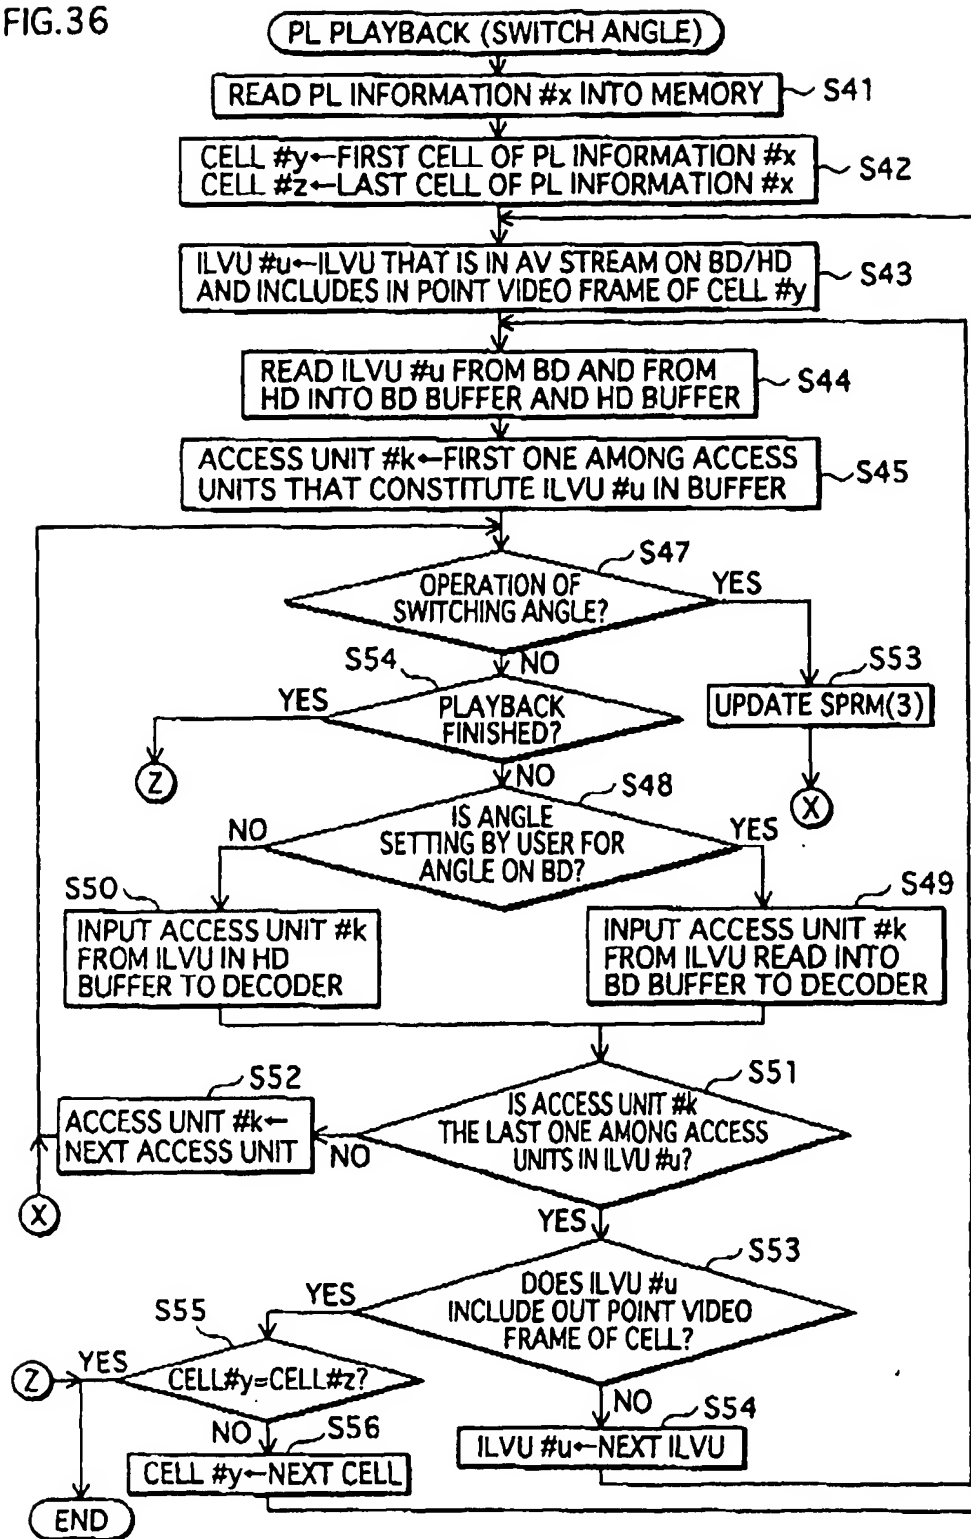 FIG.36
PL PLAYBACK (SWITCH ANGLE)
READ PL INFORMATION #x INTO MEMORY
S41
CELL #y←FIRST CELL OF PL INFORMATION #x
CELL #z←LAST CELL OF PL INFORMATION #x
S42
ILVU #u←ILVU THAT IS IN AV STREAM ON BD/HD
AND INCLUDES IN POINT VIDEO FRAME OF CELL #y
S43
READ ILVU #u FROM BD AND FROM
HD INTO BD BUFFER AND HD BUFFER
S44
ACCESS UNIT #k←FIRST ONE AMONG ACCESS
UNITS THAT CONSTITUTE ILVU #u IN BUFFER
S45
S47
OPERATION OF
SWITCHING ANGLE?
YES
NO
S53
UPDATE SPRM(3)
X
S54
PLAYBACK
FINISHED?
YES
Z
NO
S48
IS ANGLE
SETTING BY USER FOR
ANGLE ON BD?
NO
YES
S50
INPUT ACCESS UNIT #k
FROM ILVU IN HD
BUFFER TO DECODER
S49
INPUT ACCESS UNIT #k
FROM ILVU READ INTO
BD BUFFER TO DECODER
S51
IS ACCESS UNIT #k
THE LAST ONE AMONG ACCESS
UNITS IN ILVU #u?
NO
S52
ACCESS UNIT #k←
NEXT ACCESS UNIT
X
YES
S53
DOES ILVU #u
INCLUDE OUT POINT VIDEO
FRAME OF CELL?
YES
NO
S55
CELL#y=CELL#z?
YES
Z
NO
S54
ILVU #u←NEXT ILVU
S56
CELL #y←NEXT CELL
END